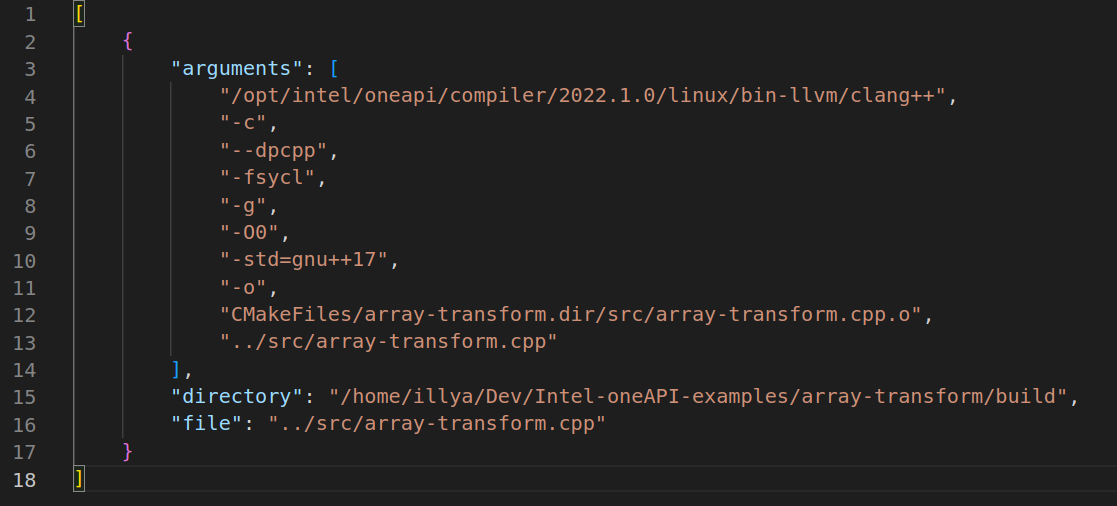 1 [
2     {
3         "arguments": [
4             "/opt/intel/oneapi/compiler/2022.1.0/linux/bin-llvm/clang++",
5             "-c",
6             "--dpcpp",
7             "-fsycl",
8             "-g",
9             "-O0",
10             "-std=gnu++17",
11             "-o",
12             "CMakeFiles/array-transform.dir/src/array-transform.cpp.o",
13             "../src/array-transform.cpp"
14         ],
15         "directory": "/home/illya/Dev/Intel-oneAPI-examples/array-transform/build",
16         "file": "../src/array-transform.cpp"
17     }
18 ]